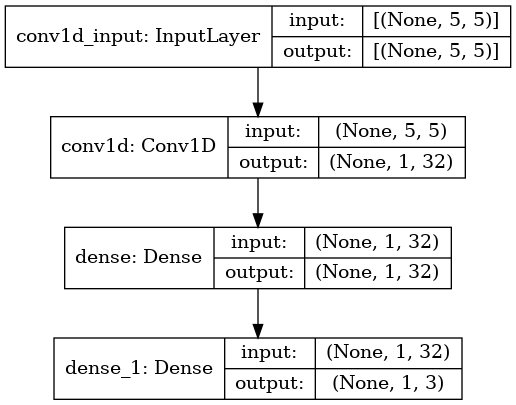 conv1d_input: InputLayer
input:
[(None, 5, 5)]
output:
[(None, 5, 5)]
conv1d: Conv1D
input:
(None, 5, 5)
output:
(None, 1, 32)
dense: Dense
input:
(None, 1, 32)
output:
(None, 1, 32)
dense_1: Dense
input:
(None, 1, 32)
output:
(None, 1, 3)